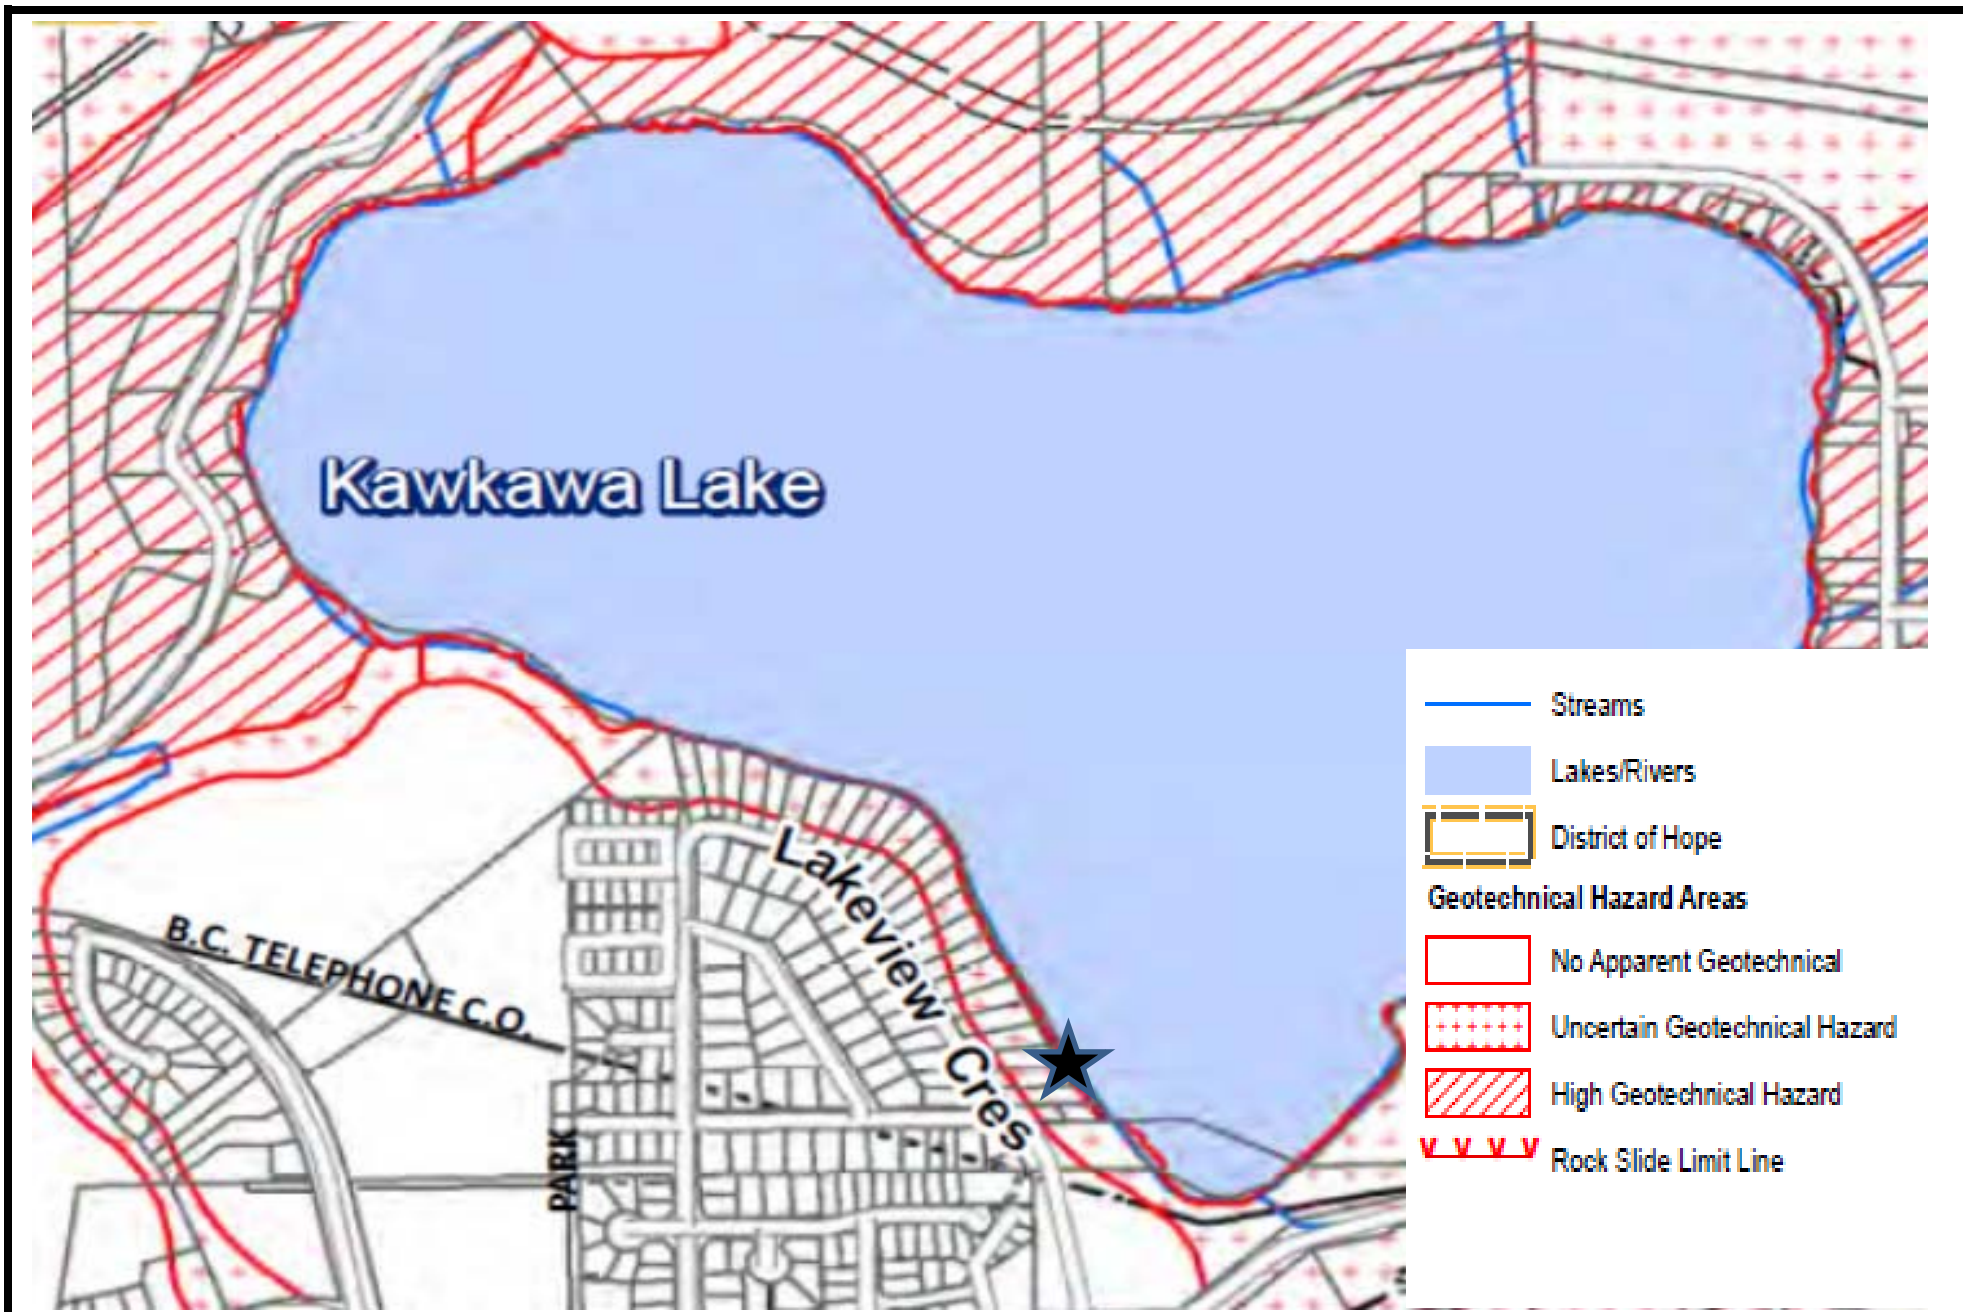 Kawkawa Lake
Lakeview Cres
B.C. TELEPHONE C.O.
PARK
Streams
Lakes/Rivers
District of Hope
Geotechnical Hazard Areas
No Apparent Geotechnical
Uncertain Geotechnical Hazard
High Geotechnical Hazard
V V V V
Rock Slide Limit Line